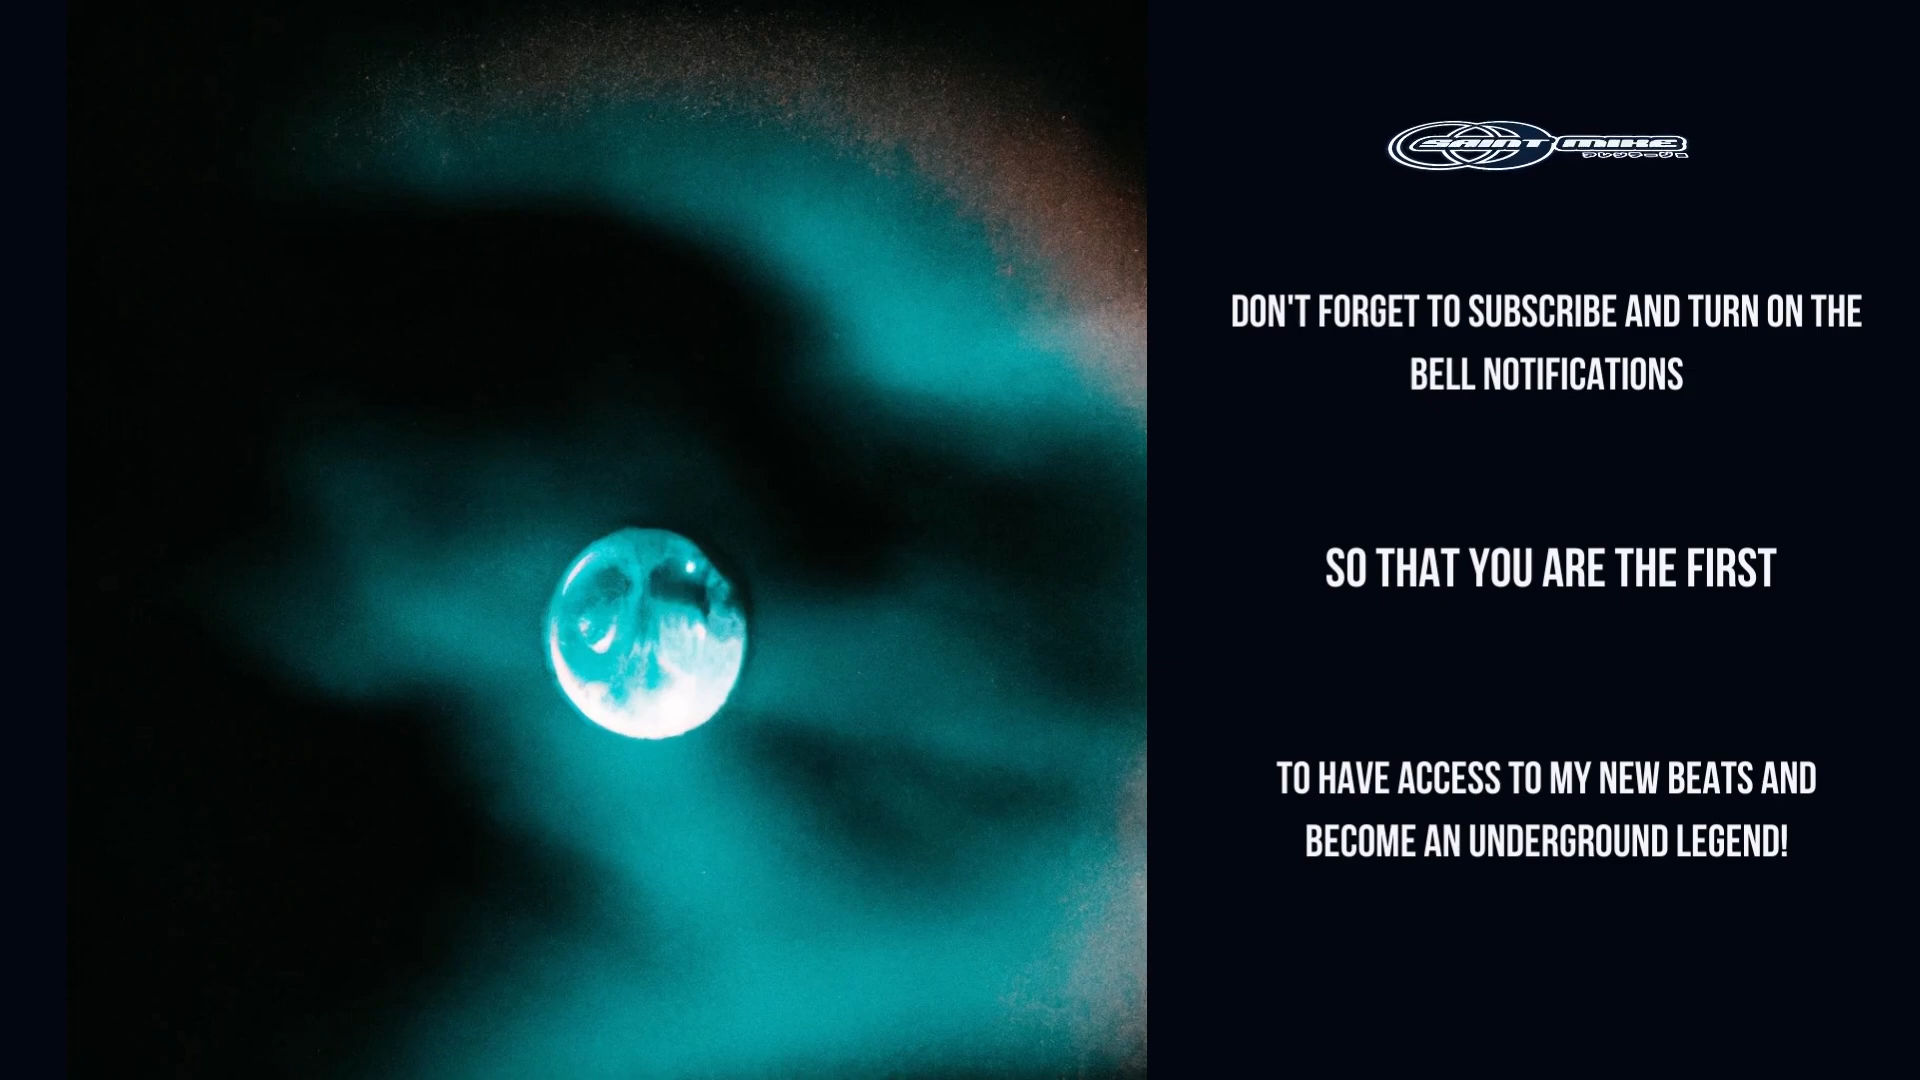 SAINT MIKE
DON'T FORGET TO SUBSCRIBE AND TURN ON THE
BELL NOTIFICATIONS
SO THAT YOU ARE THE FIRST
TO HAVE ACCESS TO MY NEW BEATS AND
BECOME AN UNDERGROUND LEGEND!